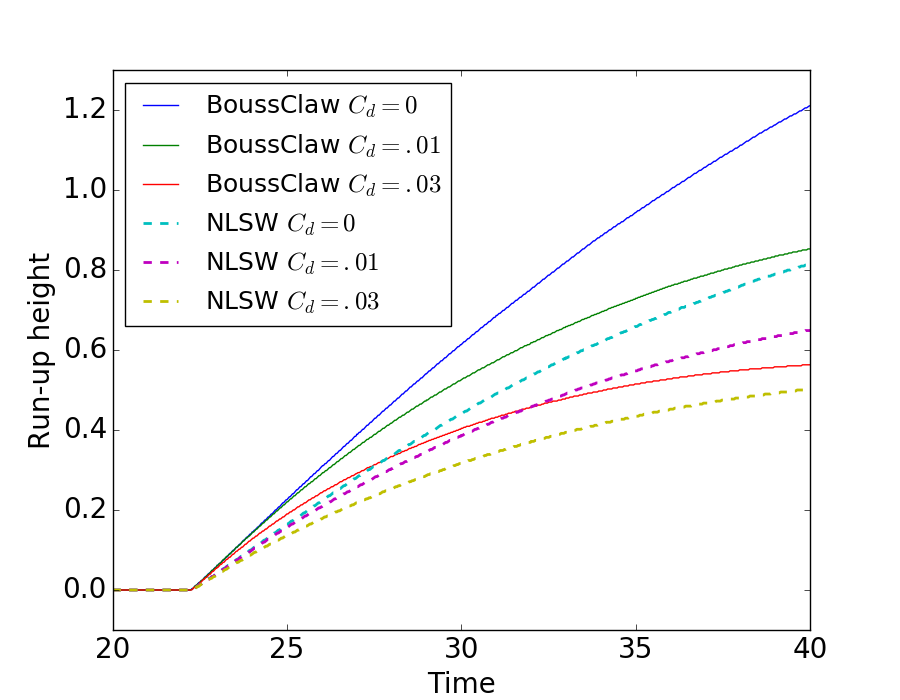 BoussClaw C_d = 0
BoussClaw C_d = .01
BoussClaw C_d = .03
NLSW C_d = 0
NLSW C_d = .01
NLSW C_d = .03
1.2
1.0
0.8
0.6
0.4
0.2
0.0
Run-up height
20 25 30 35 40
Time